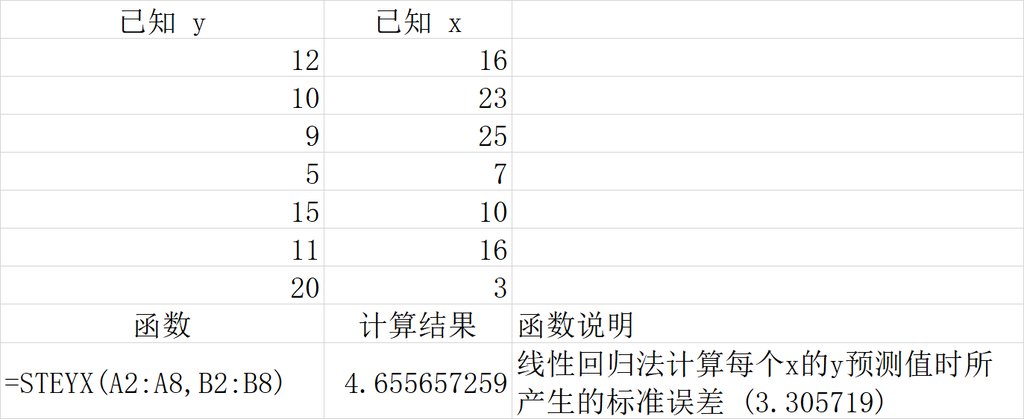 已知 y 已知 x
12 16
10 23
9 25
5 7
15 10
11 16
20 3
函数 计算结果 函数说明
=STEYX(A2:A8,B2:B8) 4.655657259 线性回归法计算每个x的y预测值时所
产生的标准误差 (3.305719)